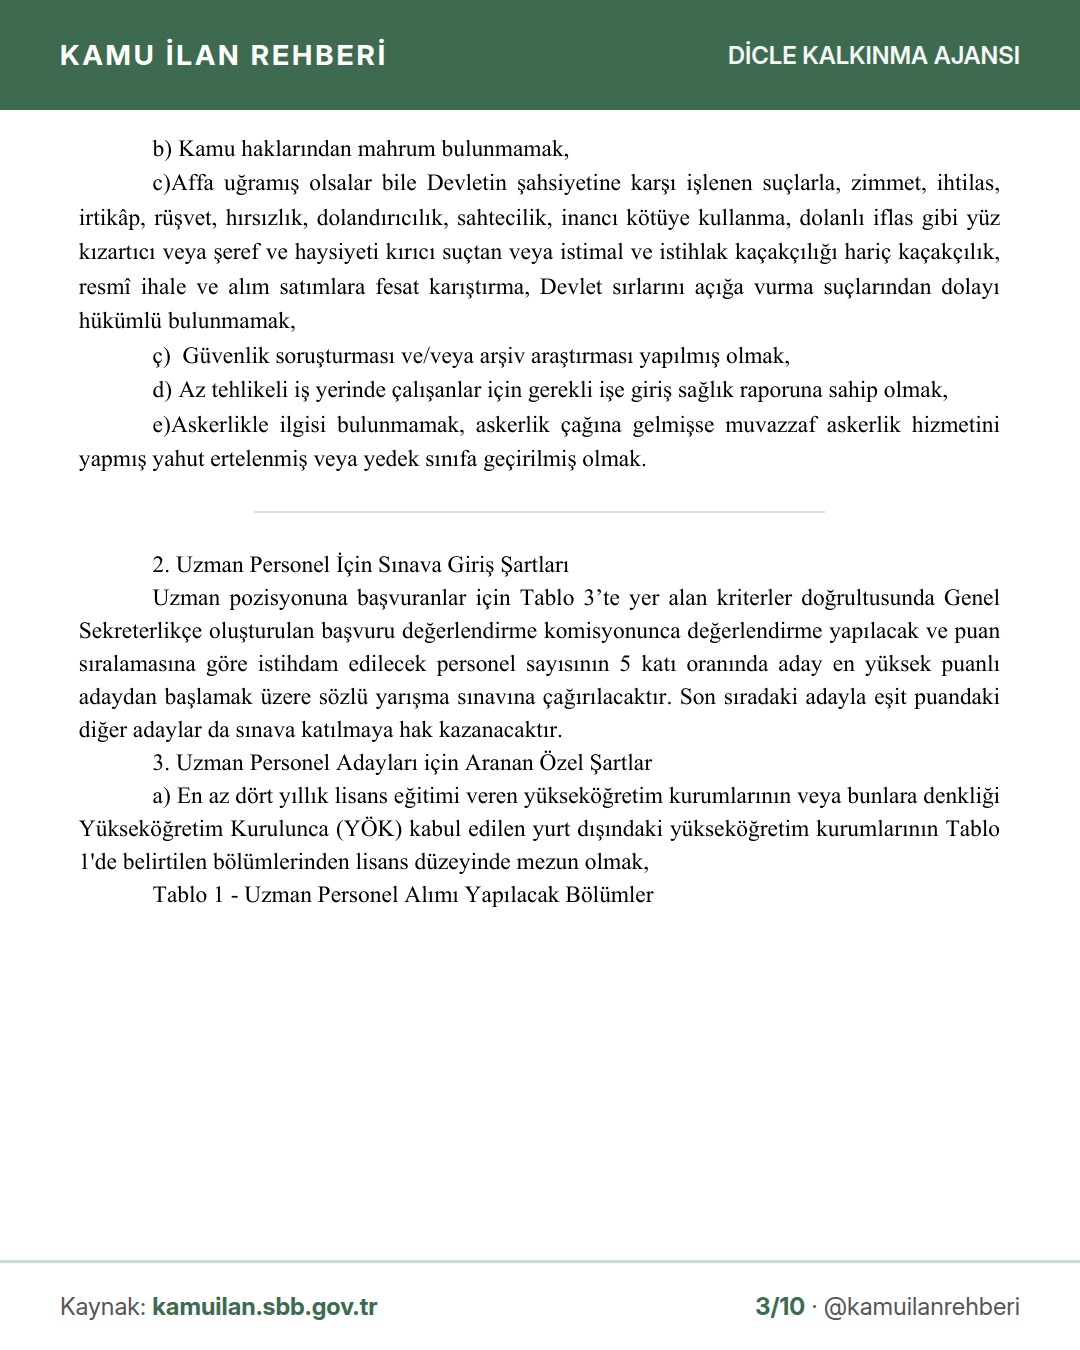 KAMU İLAN REHBERİ
DİCLE KALKINMA AJANSI
b) Kamu haklarından mahrum bulunmamak,
c)Affa uğramış olsalar bile Devletin şahsiyetine karşı işlenen suçlarla, zimmet, ihtilas,
irtikâp, rüşvet, hırsızlık, dolandırıcılık, sahtecilik, inancı kötüye kullanma, dolanlı iflas gibi yüz
kızartıcı veya şeref ve haysiyeti kırıcı suçtan veya istimal ve istihlak kaçakçılığı hariç kaçakçılık,
resmî ihale ve alım satımlara fesat karıştırma, Devlet sırlarını açığa vurma suçlarından dolayı
hükümlü bulunmamak,
ç) Güvenlik soruşturması ve/veya arşiv araştırması yapılmış olmak,
d) Az tehlikeli iş yerinde çalışanlar için gerekli işe giriş sağlık raporuna sahip olmak,
e)Askerlikle ilgisi bulunmamak, askerlik çağına gelmişse muvazzaf askerlik hizmetini
yapmış yahut ertelenmiş veya yedek sınıfa geçirilmiş olmak.
2. Uzman Personel İçin Sınava Giriş Şartları
Uzman pozisyonuna başvuranlar için Tablo 3’te yer alan kriterler doğrultusunda Genel
Sekreterlikçe oluşturulan başvuru değerlendirme komisyonunca değerlendirme yapılacak ve puan
sıralamasına göre istihdam edilecek personel sayısının 5 katı oranında aday en yüksek puanlı
adaydan başlamak üzere sözlü yarışma sınavına çağırılacaktır. Son sıradaki adayla eşit puandaki
diğer adaylar da sınava katılmaya hak kazanacaktır.
3. Uzman Personel Adayları için Aranan Özel Şartlar
a) En az dört yıllık lisans eğitimi veren yükseköğretim kurumlarının veya bunlara denkliği
Yükseköğretim Kurulunca (YÖK) kabul edilen yurt dışındaki yükseköğretim kurumlarının Tablo
1'de belirtilen bölümlerinden lisans düzeyinde mezun olmak,
Tablo 1 - Uzman Personel Alımı Yapılacak Bölümler
Kaynak: kamuilan.sbb.gov.tr
3/10 · @kamuilanrehberi